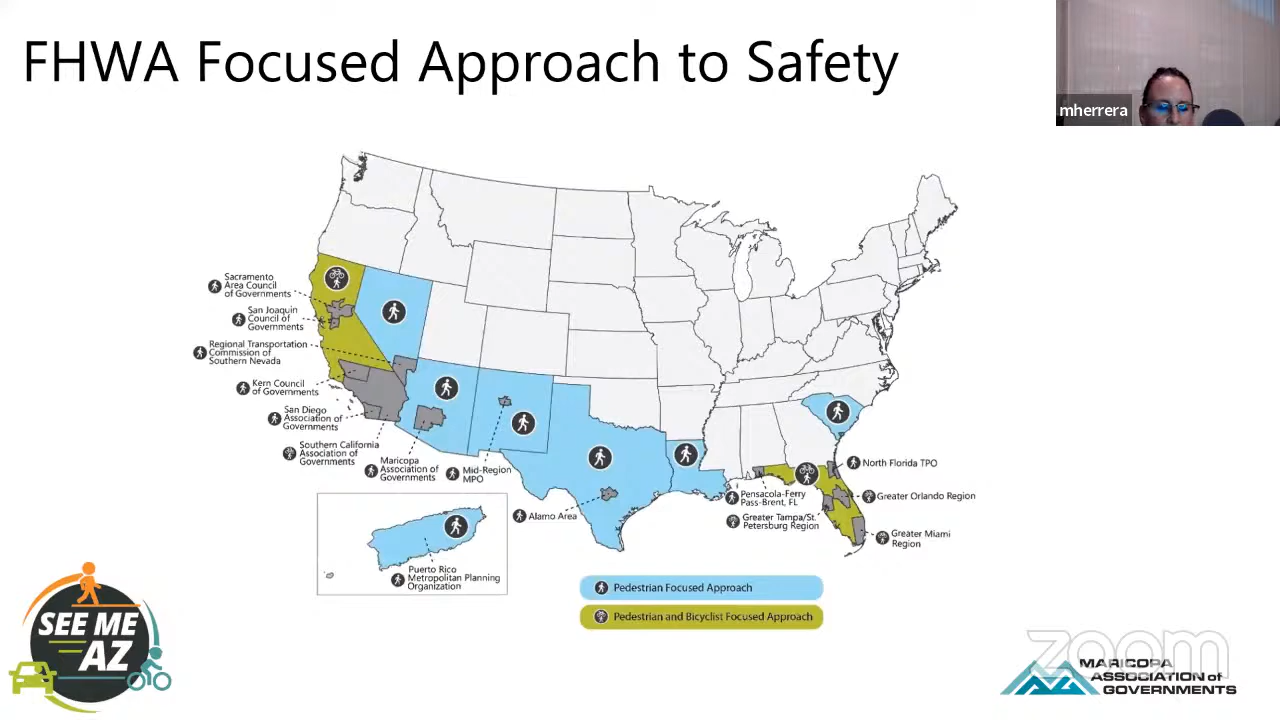 FHWA Focused Approach to Safety
mherrera
Sacramento
Area Council
of Governments
San Joaquin
Council of
Governments
Regional Transportation
Commission of
Southern Nevada
Kern Council
of Governments
San Diego
Association of
Governments
Southern California
Association of
Governments
Maricopa
Association of
Governments
Mid-Region
MPO
Alamo Area
Puerto Rico
Metropolitan Planning
Organization
North Florida TPO
Pensacola-Ferry
Pass-Brent, FL
Greater Orlando Region
Greater Tampa/St.
Petersburg Region
Greater Miami
Region
Pedestrian Focused Approach
Pedestrian and Bicyclist Focused Approach
SEE ME
AZ
zoom
MARICOPA
ASSOCIATION of
GOVERNMENTS